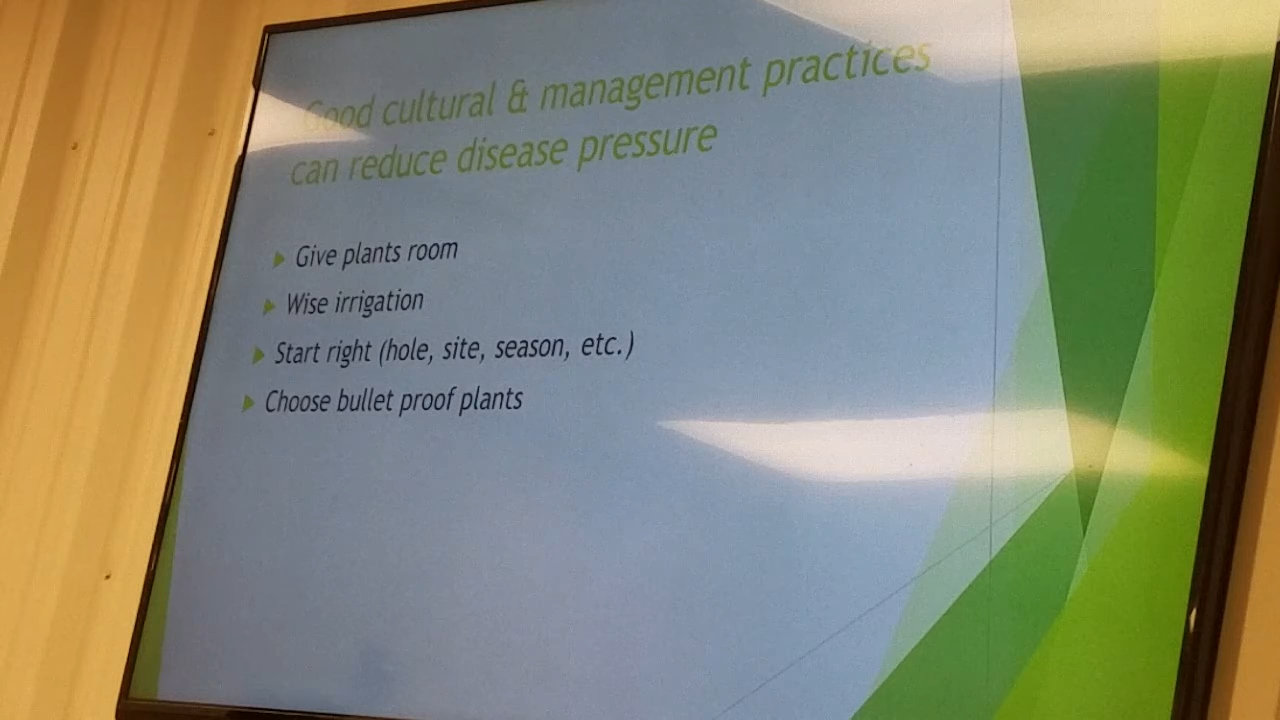 Good cultural & management practices
can reduce disease pressure
Give plants room
Wise irrigation
Start right (hole, site, season, etc.)
Choose bullet proof plants